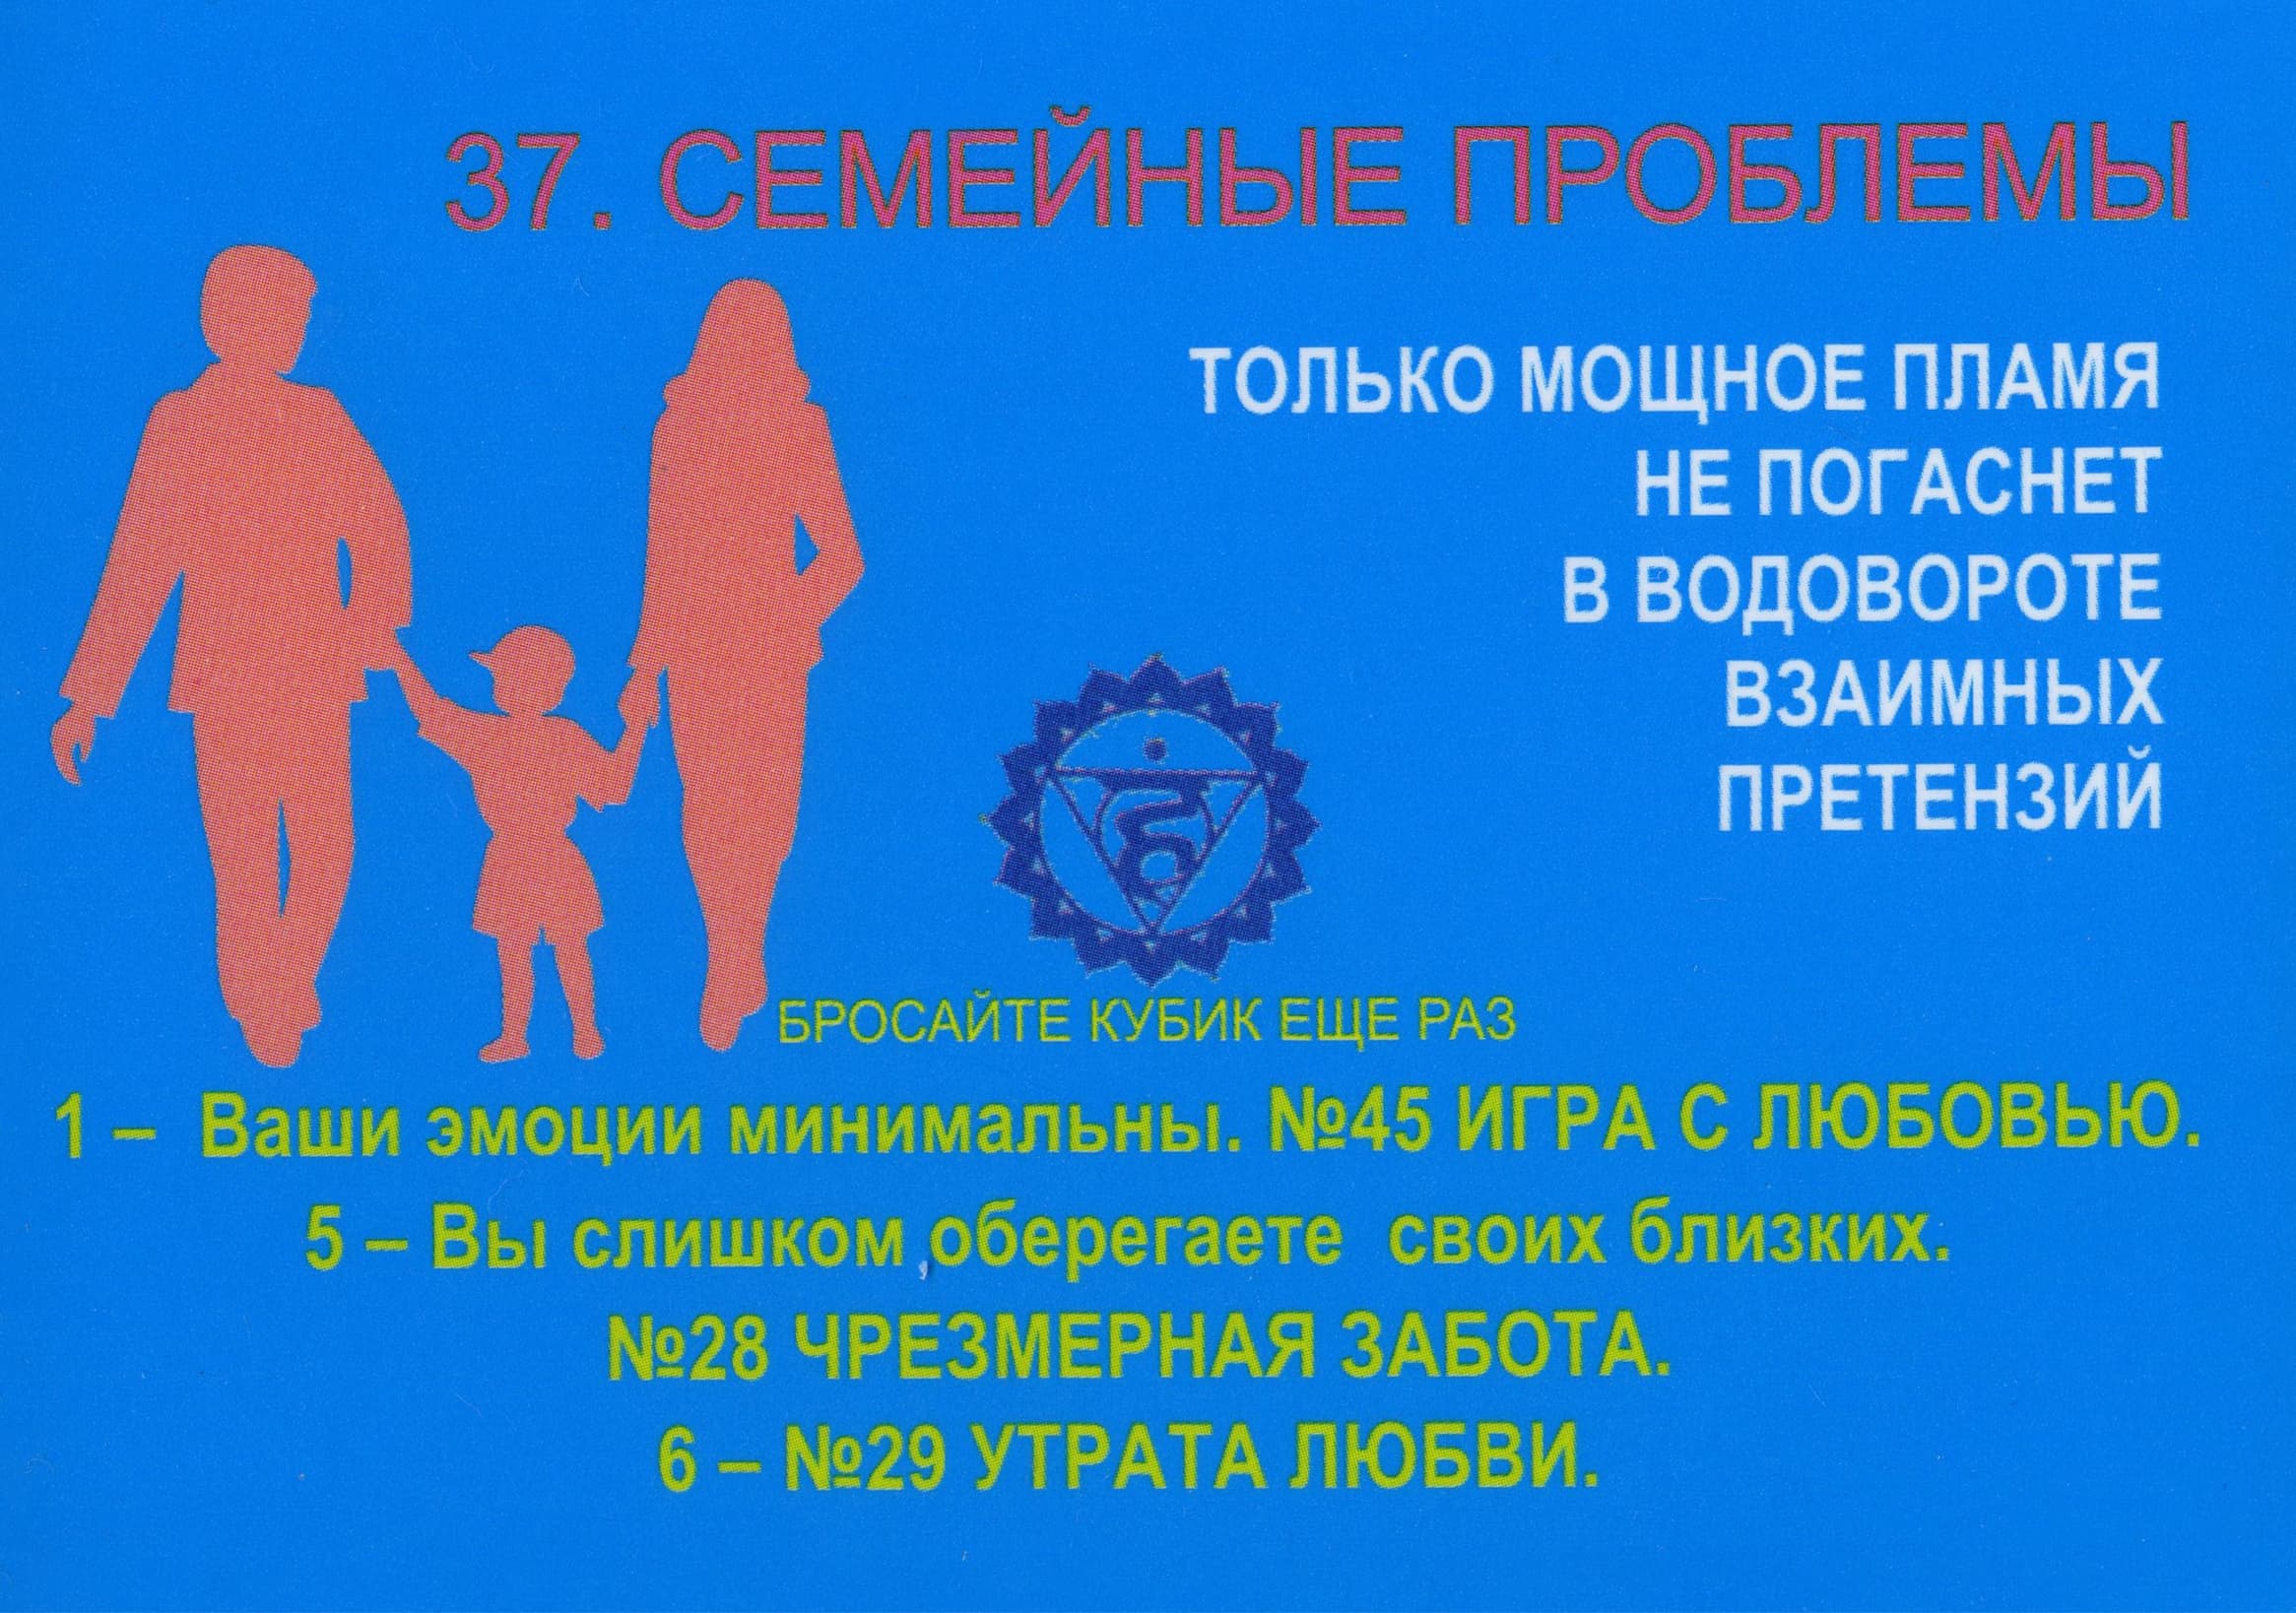 37. СЕМЕЙНЫЕ ПРОБЛЕМЫ
ТОЛЬКО МОЩНОЕ ПЛАМЯ
НЕ ПОГАСНЕТ
В ВОДОВОРОТЕ
ВЗАИМНЫХ
ПРЕТЕНЗИЙ
БРОСАЙТЕ КУБИК ЕЩЕ РАЗ
1 – Ваши эмоции минимальны. №45 ИГРА С ЛЮБОВЬЮ.
5 – Вы слишком оберегаете своих близких.
№28 ЧРЕЗМЕРНАЯ ЗАБОТА.
6 – №29 УТРАТА ЛЮБВИ.